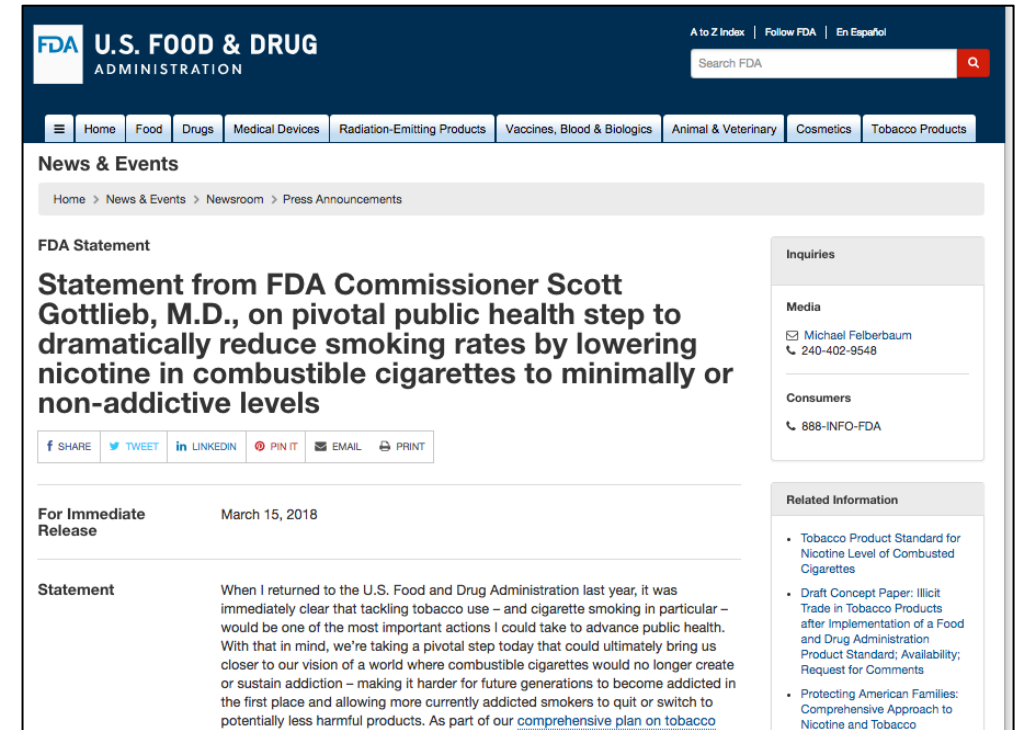 FDA U.S. FOOD & DRUG
ADMINISTRATION
A to Z Index | Follow FDA | En Español
Search FDA
Home Food Drugs Medical Devices Radiation-Emitting Products Vaccines, Blood & Biologics Animal & Veterinary Cosmetics Tobacco Products
News & Events
Home > News & Events > Newsroom > Press Announcements
FDA Statement
Statement from FDA Commissioner Scott
Gottlieb, M.D., on pivotal public health step to
dramatically reduce smoking rates by lowering
nicotine in combustible cigarettes to minimally or
non-addictive levels
f SHARE TWEET in LINKEDIN PIN IT EMAIL PRINT
For Immediate
Release
March 15, 2018
Statement
When I returned to the U.S. Food and Drug Administration last year, it was
immediately clear that tackling tobacco use – and cigarette smoking in particular –
would be one of the most important actions I could take to advance public health.
With that in mind, we're taking a pivotal step today that could ultimately bring us
closer to our vision of a world where combustible cigarettes would no longer create
or sustain addiction – making it harder for future generations to become addicted in
the first place and allowing more currently addicted smokers to quit or switch to
potentially less harmful products. As part of our comprehensive plan on tobacco
Inquiries
Media
Michael Felberbaum
240-402-9548
Consumers
888-INFO-FDA
Related Information
• Tobacco Product Standard for
Nicotine Level of Combusted
Cigarettes
• Draft Concept Paper: Illicit
Trade in Tobacco Products
after Implementation of a Food
and Drug Administration
Product Standard; Availability;
Request for Comments
• Protecting American Families:
Comprehensive Approach to
Nicotine and Tobacco